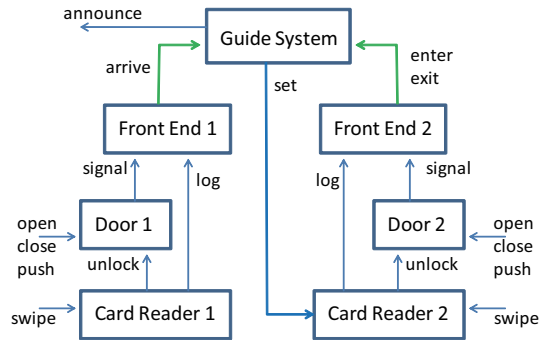 announce
Guide System
arrive
enter
exit
set
Front End 1
Front End 2
signal
log
log
signal
Door 1
Door 2
open
close
push
open
close
push
unlock
unlock
swipe
Card Reader 1
Card Reader 2
swipe